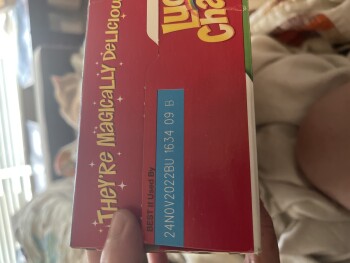 THEY'RE MAGICALLY DELICIOUS
BEST If Used By
24NOV2022BU 1634 09 B